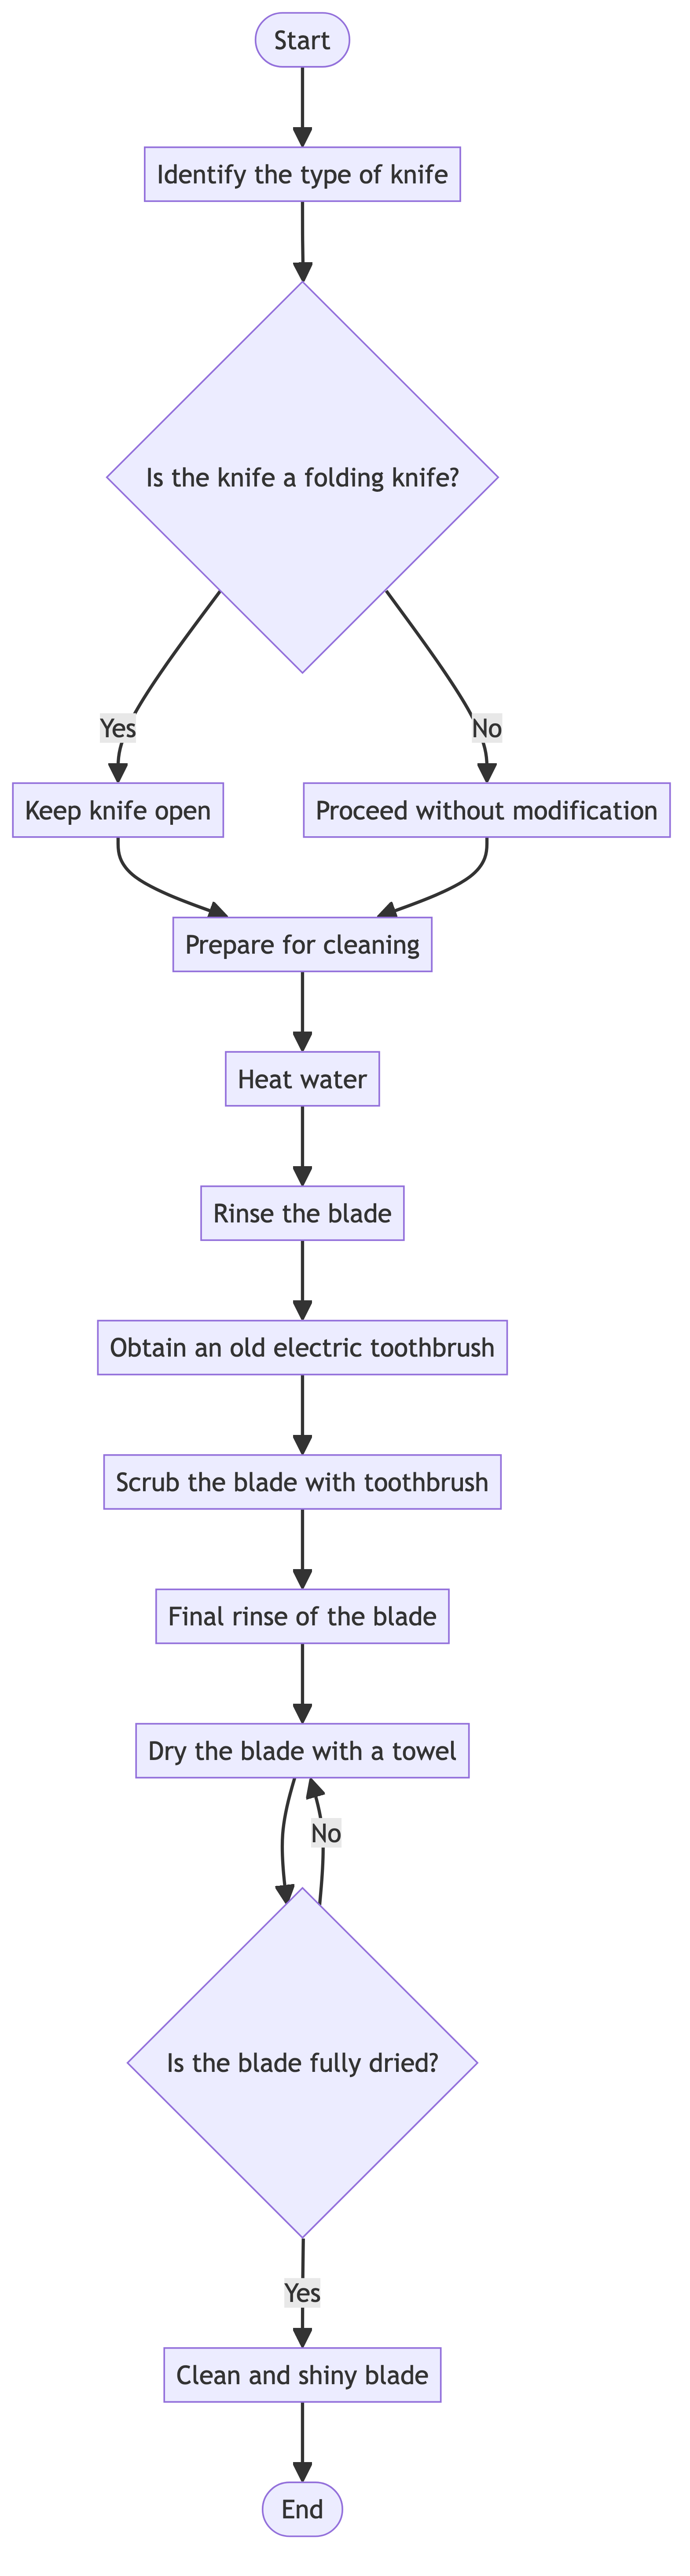 Start
Identify the type of knife
Is the knife a folding knife?
Yes
No
Keep knife open
Proceed without modification
Prepare for cleaning
Heat water
Rinse the blade
Obtain an old electric toothbrush
Scrub the blade with toothbrush
Final rinse of the blade
Dry the blade with a towel
No
Is the blade fully dried?
Yes
Clean and shiny blade
End